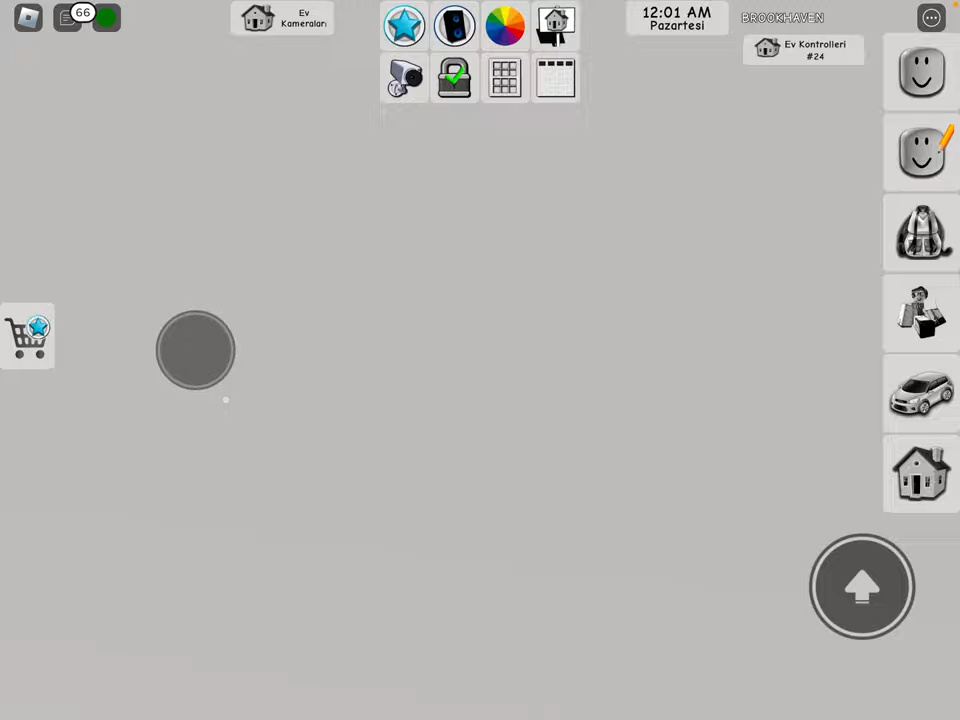 66
Ev
Kameraları
12:01 AM
Pazartesi
BROOKHAVEN
Ev Kontrolleri
#24